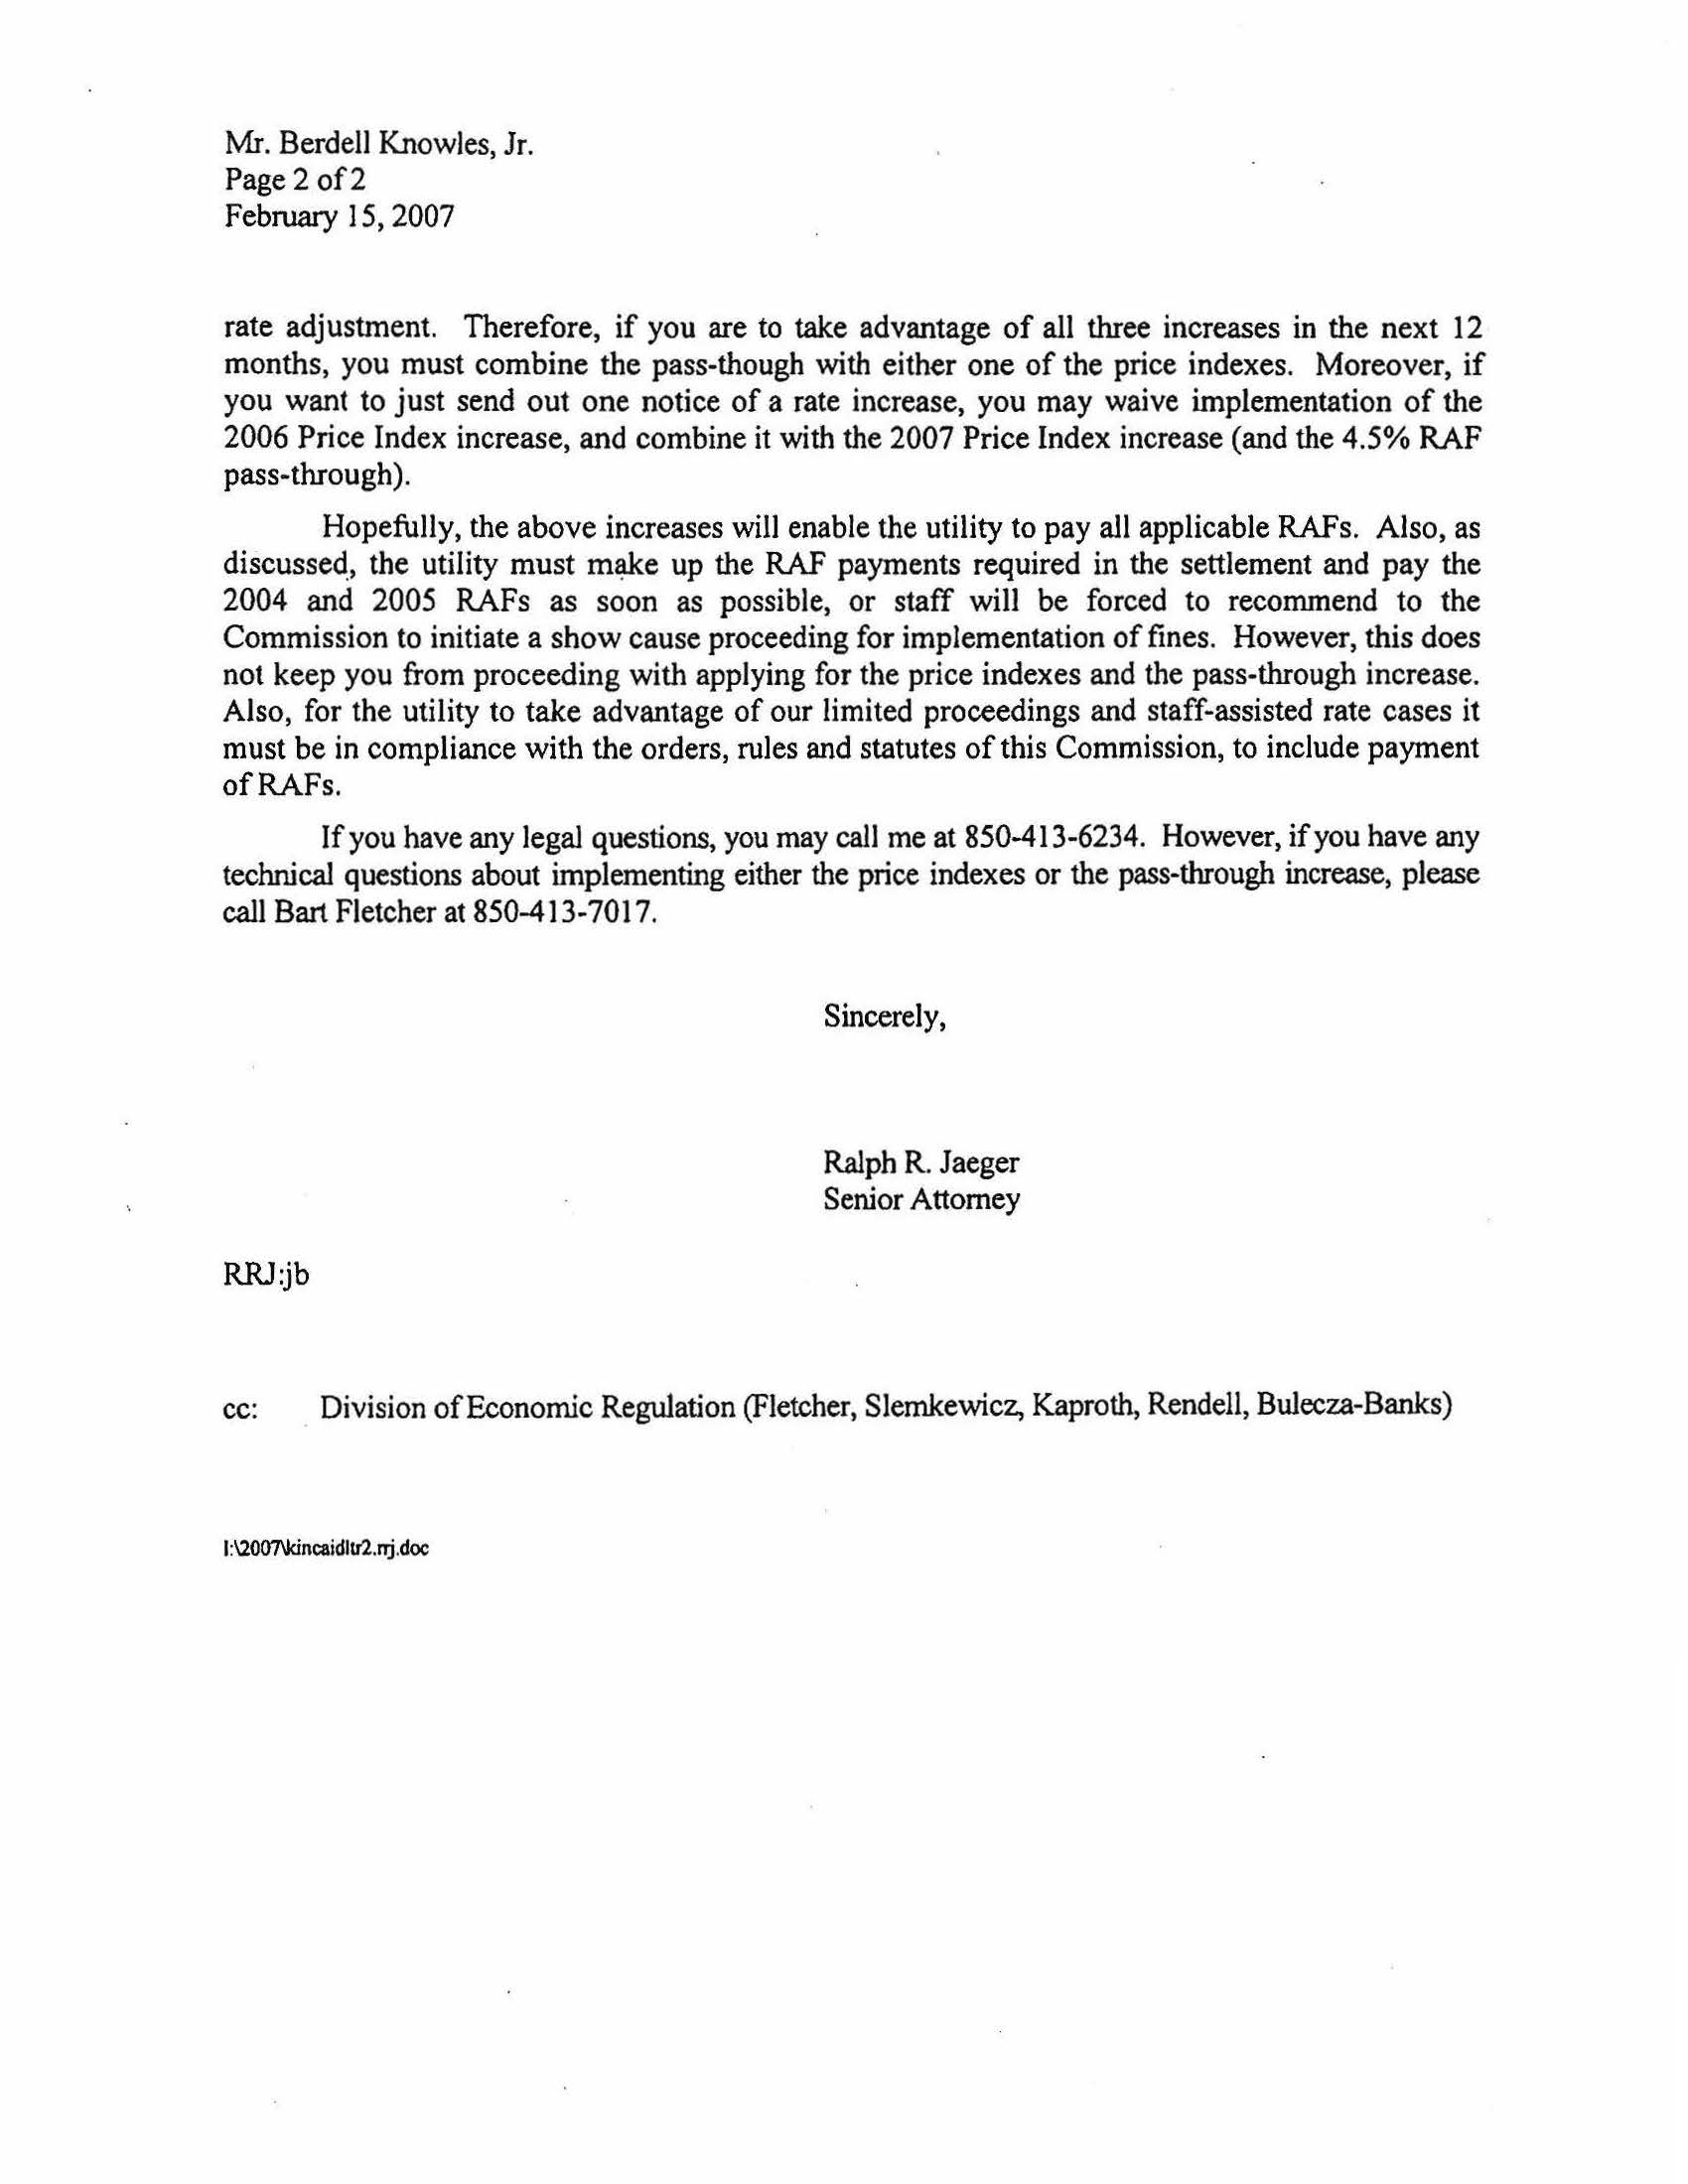 Mr. Berdell Knowles, Jr.
Page 2 of 2
February 15, 2007
rate adjustment. Therefore, if you are to take advantage of all three increases in the next 12
months, you must combine the pass-though with either one of the price indexes. Moreover, if
you want to just send out one notice of a rate increase, you may waive implementation of the
2006 Price Index increase, and combine it with the 2007 Price Index increase (and the 4.5% RAF
pass-through).
Hopefully, the above increases will enable the utility to pay all applicable RAFs. Also, as
discussed, the utility must make up the RAF payments required in the settlement and pay the
2004 and 2005 RAFs as soon as possible, or staff will be forced to recommend to the
Commission to initiate a show cause proceeding for implementation of fines. However, this does
not keep you from proceeding with applying for the price indexes and the pass-through increase.
Also, for the utility to take advantage of our limited proceedings and staff-assisted rate cases it
must be in compliance with the orders, rules and statutes of this Commission, to include payment
of RAFs.
If you have any legal questions, you may call me at 850-413-6234. However, if you have any
technical questions about implementing either the price indexes or the pass-through increase, please
call Bart Fletcher at 850-413-7017.
Sincerely,
Ralph R. Jaeger
Senior Attorney
RRJ:jb
cc: Division of Economic Regulation (Fletcher, Slemkewicz, Kaproth, Rendell, Bulecza-Banks)
I:\2007\kincaidltr2.rrj.doc